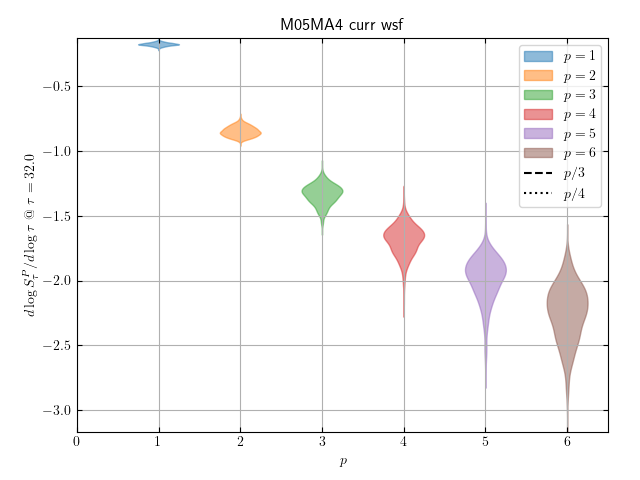 M05MA4 curr wsf
d log S_τ^P / d log τ @ τ = 32.0
−0.5
−1.0
−1.5
−2.0
−2.5
−3.0
0 1 2 3 4 5 6
p
p = 1
p = 2
p = 3
p = 4
p = 5
p = 6
p/3
p/4